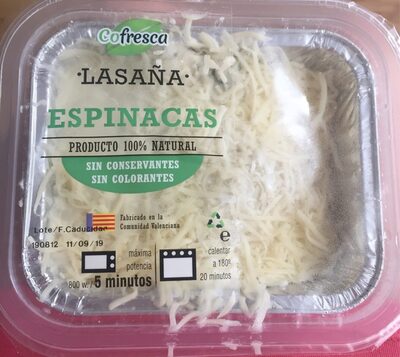 Gofresca
·LASAÑA·
ESPINACAS
PRODUCTO 100% NATURAL
SIN CONSERVANTES
SIN COLORANTES
Fabricado en la
Comunidad Valenciana
Lote/F.Caducidad
190812 11/09/19
máxima
potencia
800 w./5 minutos
e
calentar
a 180º
20 minutos